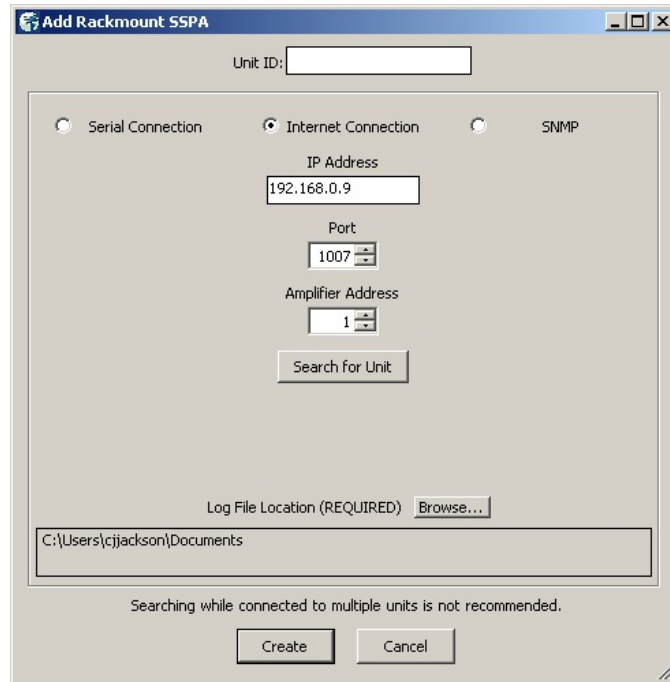 Add Rackmount SSPA
Unit ID:
Serial Connection Internet Connection SNMP
IP Address
192.168.0.9
Port
1007
Amplifier Address
1
Search for Unit
Log File Location (REQUIRED) Browse...
C:\Users\cjjackson\Documents
Searching while connected to multiple units is not recommended.
Create Cancel